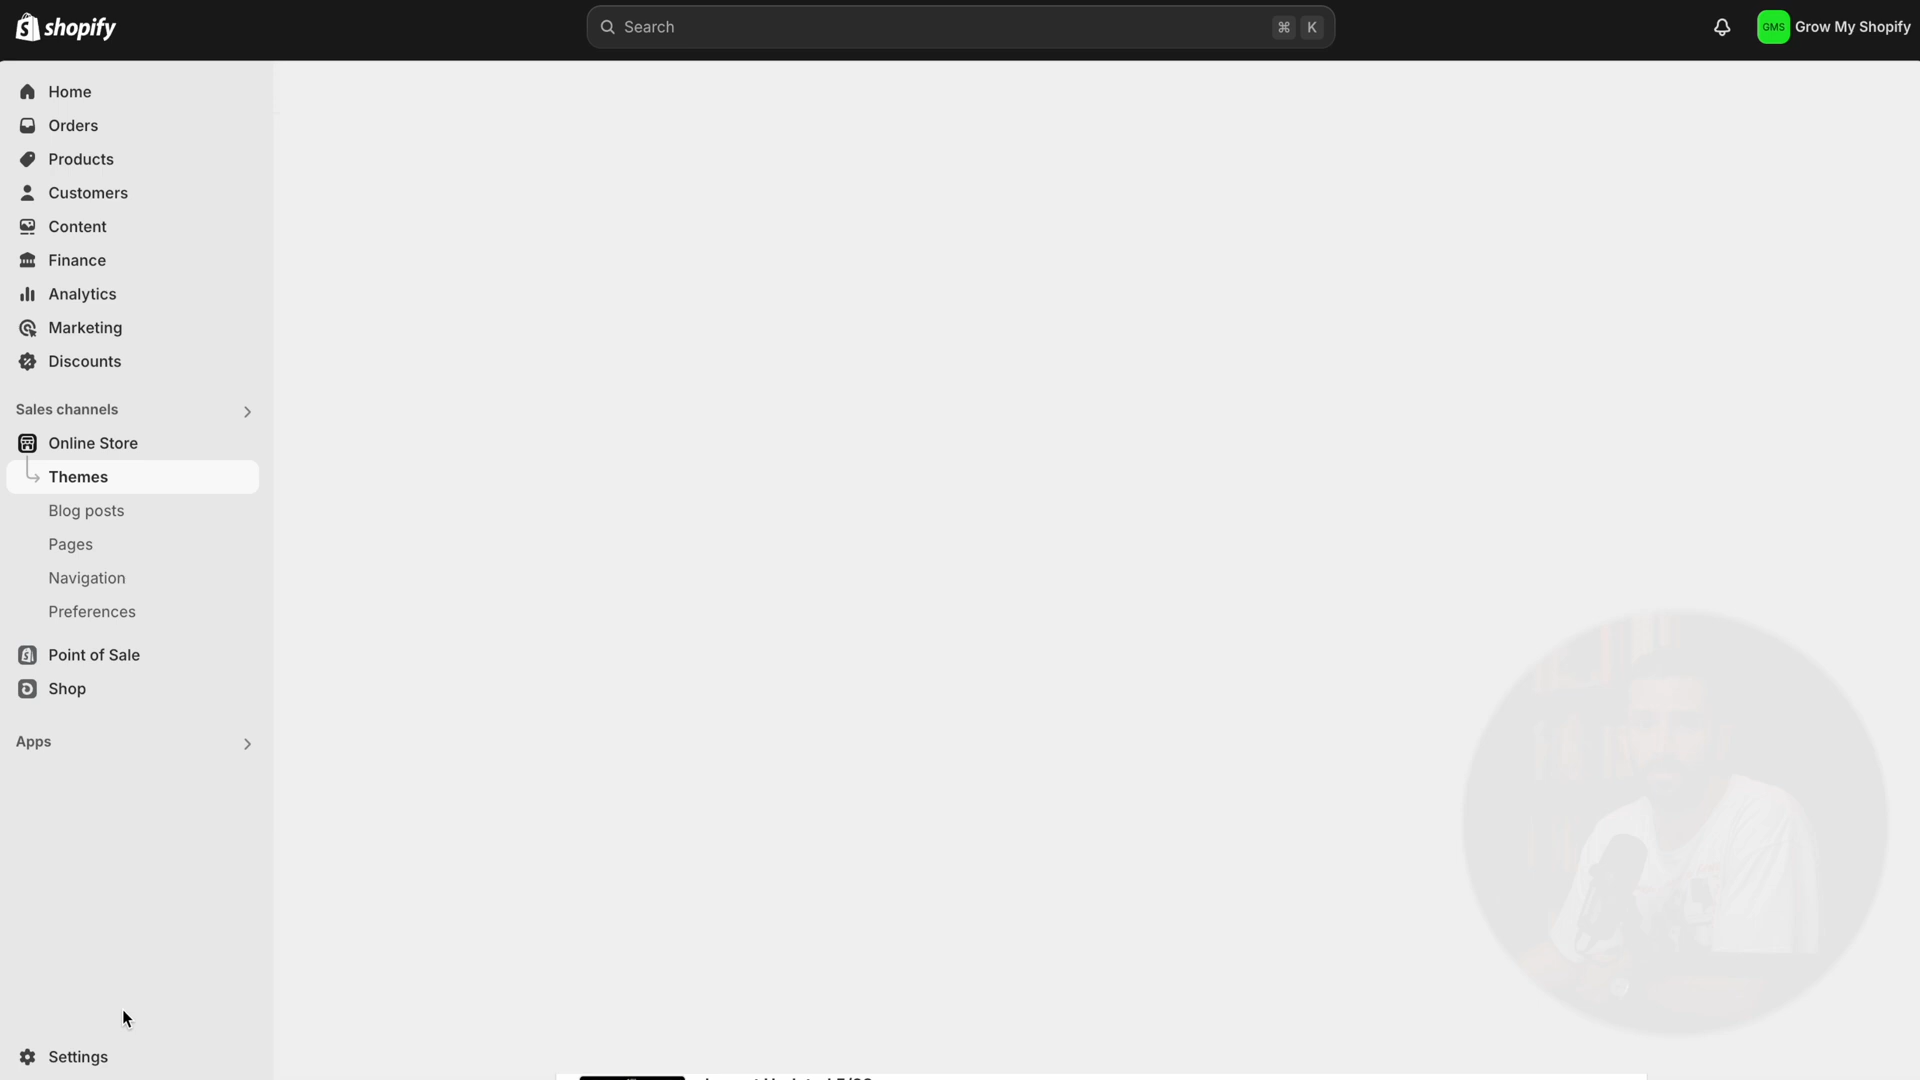 shopify
Search
⌘ K
GMS
Grow My Shopify
Home
Orders
Products
Customers
Content
Finance
Analytics
Marketing
Discounts
Sales channels
Online Store
Themes
Blog posts
Pages
Navigation
Preferences
Point of Sale
Shop
Apps
Settings